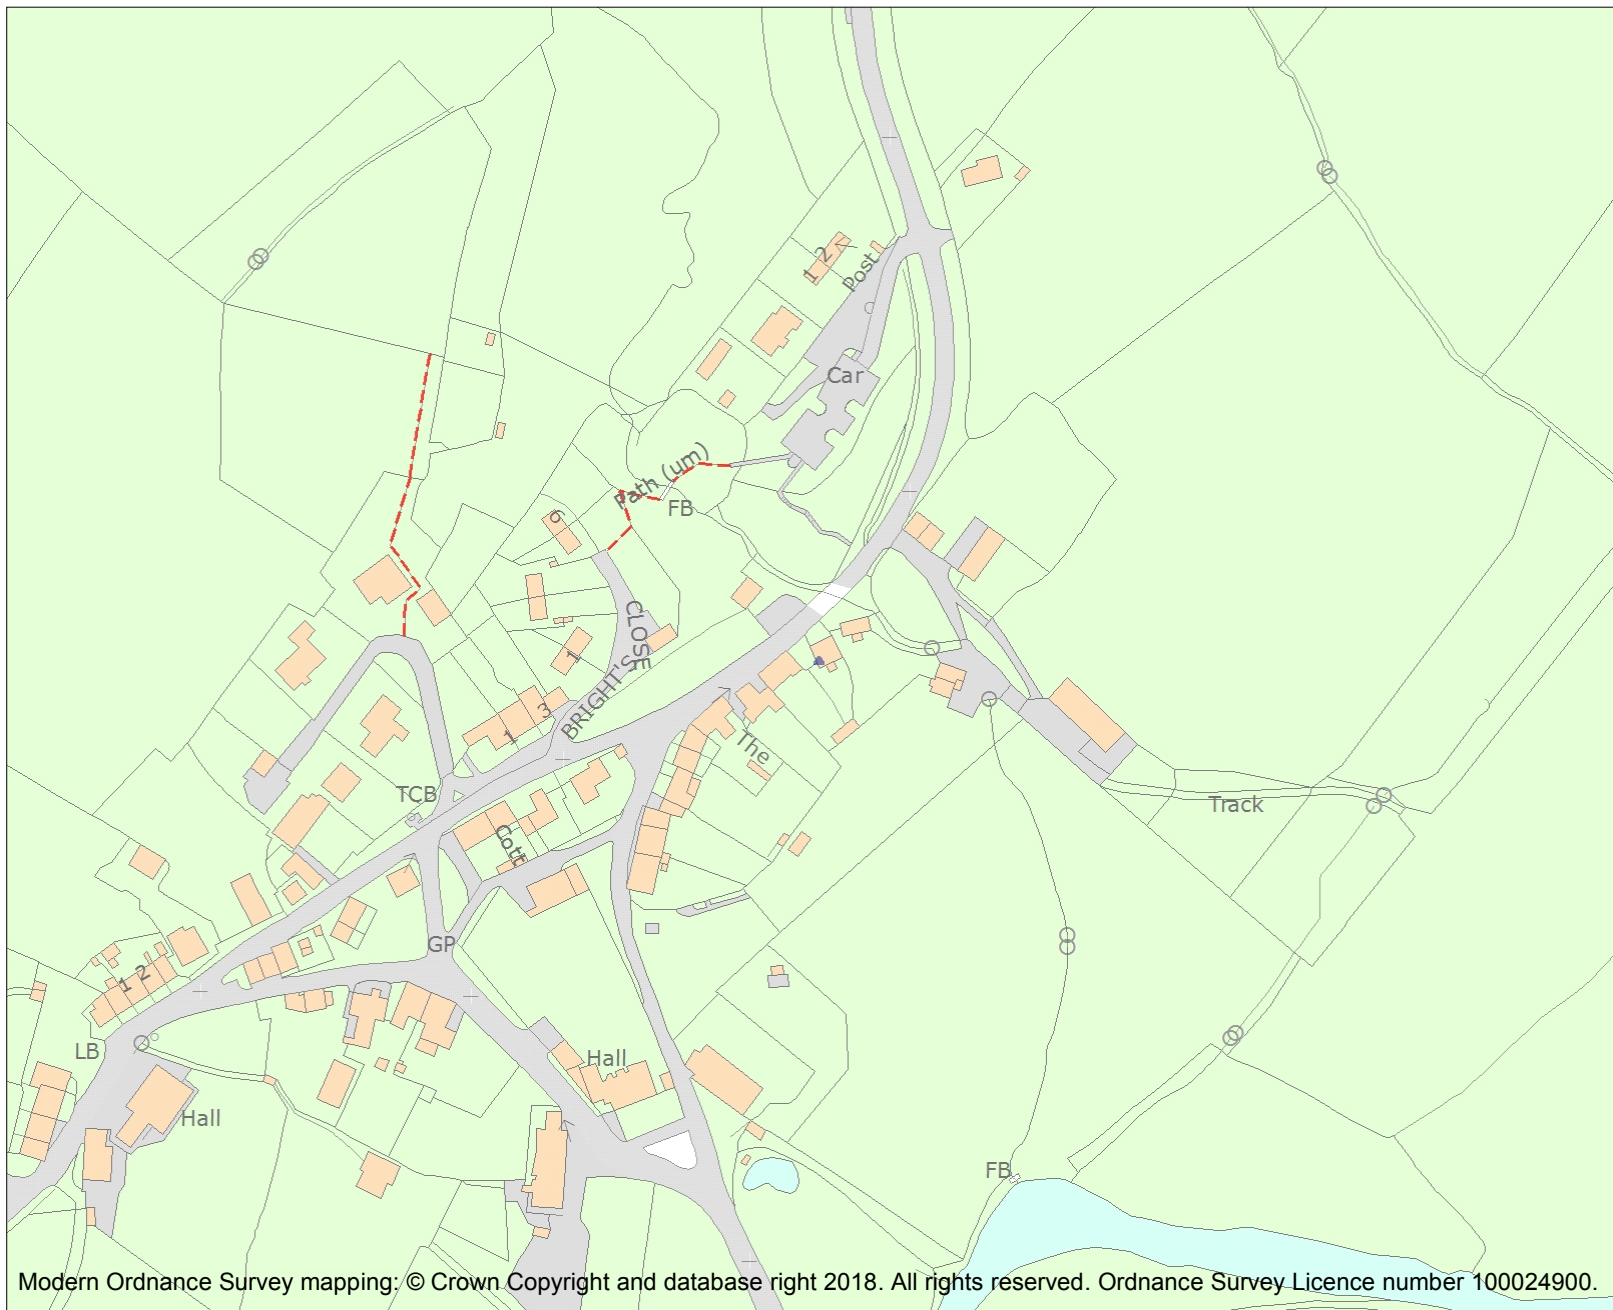 1 2
Post
Car
Path (um)
FB
6
CLOSE
1
BRIGHT'S
3
1
The
TCB
Track
Cott
GP
1 2
LB
Hall
Hall
FB
Modern Ordnance Survey mapping: © Crown Copyright and database right 2018. All rights reserved. Ordnance Survey Licence number 100024900.